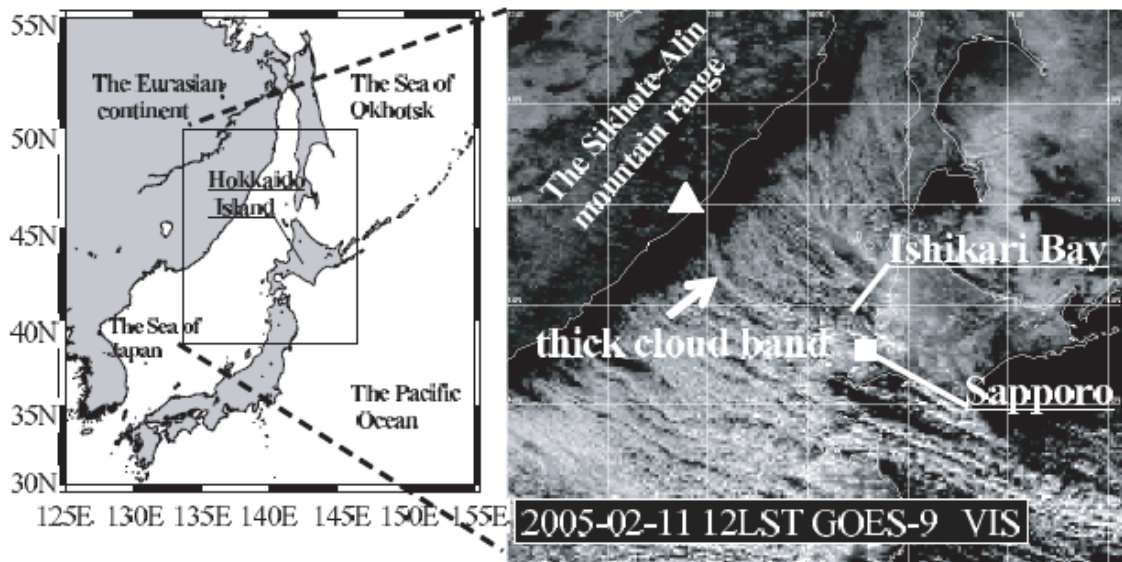 55N
50N
45N
40N
35N
30N
125E 130E 135E 140E 145E 150E 155E
The Eurasian
continent
The Sea of
Okhotsk
Hokkaido
Island
The Sea of
Japan
The Pacific
Ocean
The Sikhote-Alin
mountain range
Ishikari Bay
thick cloud band
Sapporo
2005-02-11 12LST GOES-9 VIS